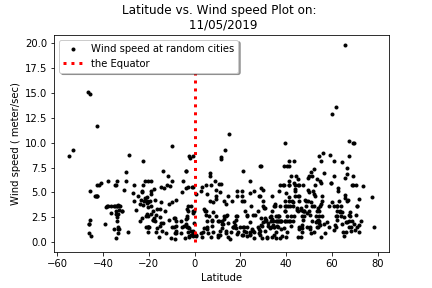 Latitude vs. Wind speed Plot on:
11/05/2019
Wind speed at random cities
the Equator
Wind speed ( meter/sec)
20.0
17.5
15.0
12.5
10.0
7.5
5.0
2.5
0.0
−60 −40 −20 0 20 40 60 80
Latitude